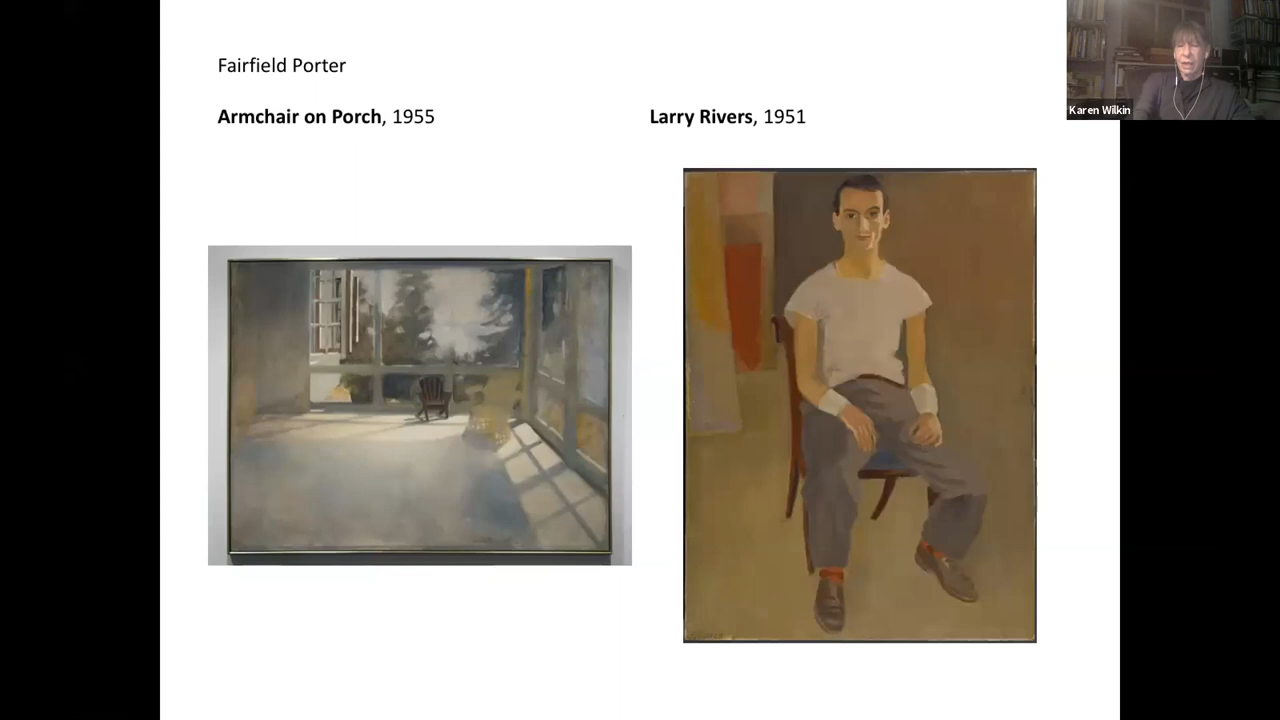 Fairfield Porter
Armchair on Porch, 1955
Larry Rivers, 1951
Karen Wilkin